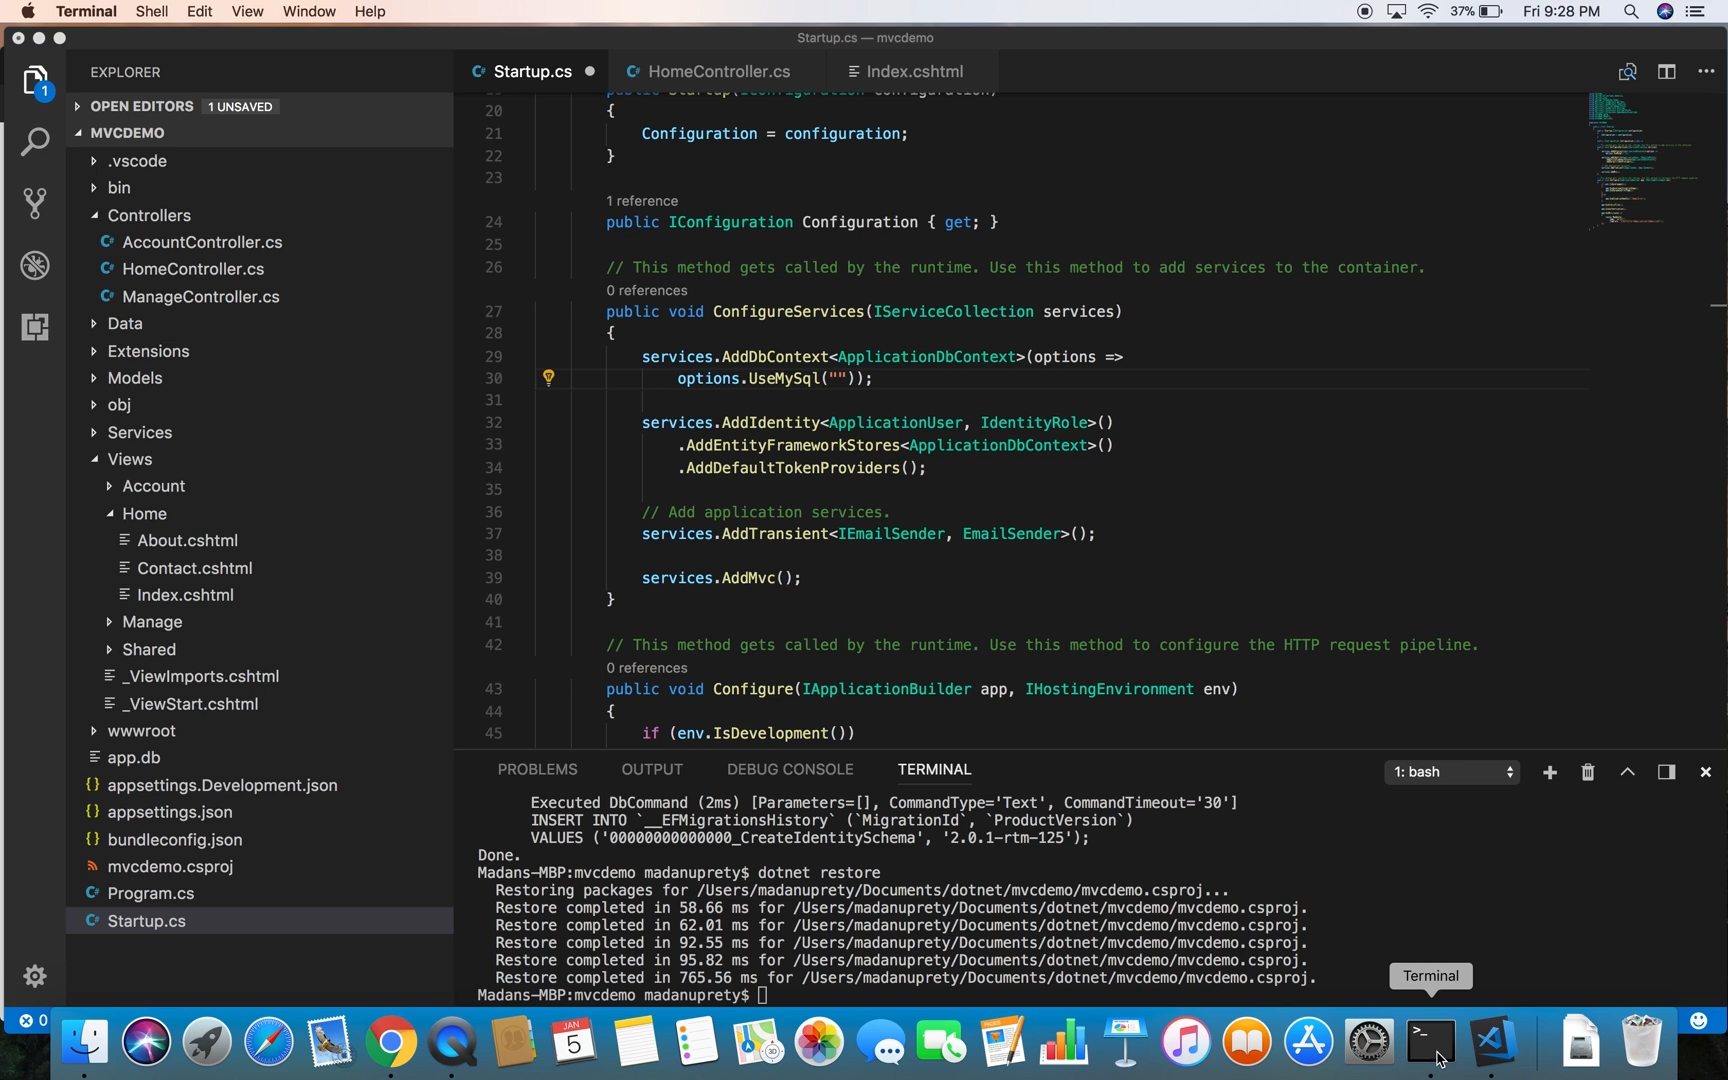 Terminal Shell Edit View Window Help 37% Fri 9:28 PM
Startup.cs — mvcdemo
EXPLORER
1
OPEN EDITORS 1 UNSAVED
MVCDEMO
.vscode
bin
Controllers
C# AccountController.cs
C# HomeController.cs
C# ManageController.cs
Data
Extensions
Models
obj
Services
Views
Account
Home
About.cshtml
Contact.cshtml
Index.cshtml
Manage
Shared
_ViewImports.cshtml
_ViewStart.cshtml
wwwroot
app.db
{} appsettings.Development.json
{} appsettings.json
{} bundleconfig.json
mvcdemo.csproj
C# Program.cs
C# Startup.cs
C# Startup.cs C# HomeController.cs Index.cshtml
19 public Startup(IConfiguration configuration)
20 {
21 Configuration = configuration;
22 }
23
1 reference
24 public IConfiguration Configuration { get; }
25
26 // This method gets called by the runtime. Use this method to add services to the container.
0 references
27 public void ConfigureServices(IServiceCollection services)
28 {
29 services.AddDbContext<ApplicationDbContext>(options =>
30 options.UseMySql(""));
31
32 services.AddIdentity<ApplicationUser, IdentityRole>()
33 .AddEntityFrameworkStores<ApplicationDbContext>()
34 .AddDefaultTokenProviders();
35
36 // Add application services.
37 services.AddTransient<IEmailSender, EmailSender>();
38
39 services.AddMvc();
40 }
41
42 // This method gets called by the runtime. Use this method to configure the HTTP request pipeline.
0 references
43 public void Configure(IApplicationBuilder app, IHostingEnvironment env)
44 {
45 if (env.IsDevelopment())
PROBLEMS OUTPUT DEBUG CONSOLE TERMINAL 1: bash
Executed DbCommand (2ms) [Parameters=[], CommandType='Text', CommandTimeout='30']
INSERT INTO `__EFMigrationsHistory` (`MigrationId`, `ProductVersion`)
VALUES ('00000000000000_CreateIdentitySchema', '2.0.1-rtm-125');
Done.
Madans-MBP:mvcdemo madanuprety$ dotnet restore
Restoring packages for /Users/madanuprety/Documents/dotnet/mvcdemo/mvcdemo.csproj...
Restore completed in 58.66 ms for /Users/madanuprety/Documents/dotnet/mvcdemo/mvcdemo.csproj.
Restore completed in 62.01 ms for /Users/madanuprety/Documents/dotnet/mvcdemo/mvcdemo.csproj.
Restore completed in 92.55 ms for /Users/madanuprety/Documents/dotnet/mvcdemo/mvcdemo.csproj.
Restore completed in 95.82 ms for /Users/madanuprety/Documents/dotnet/mvcdemo/mvcdemo.csproj.
Restore completed in 765.56 ms for /Users/madanuprety/Documents/dotnet/mvcdemo/mvcdemo.csproj.
Madans-MBP:mvcdemo madanuprety$
Terminal
0
JAN
5
3D
>_